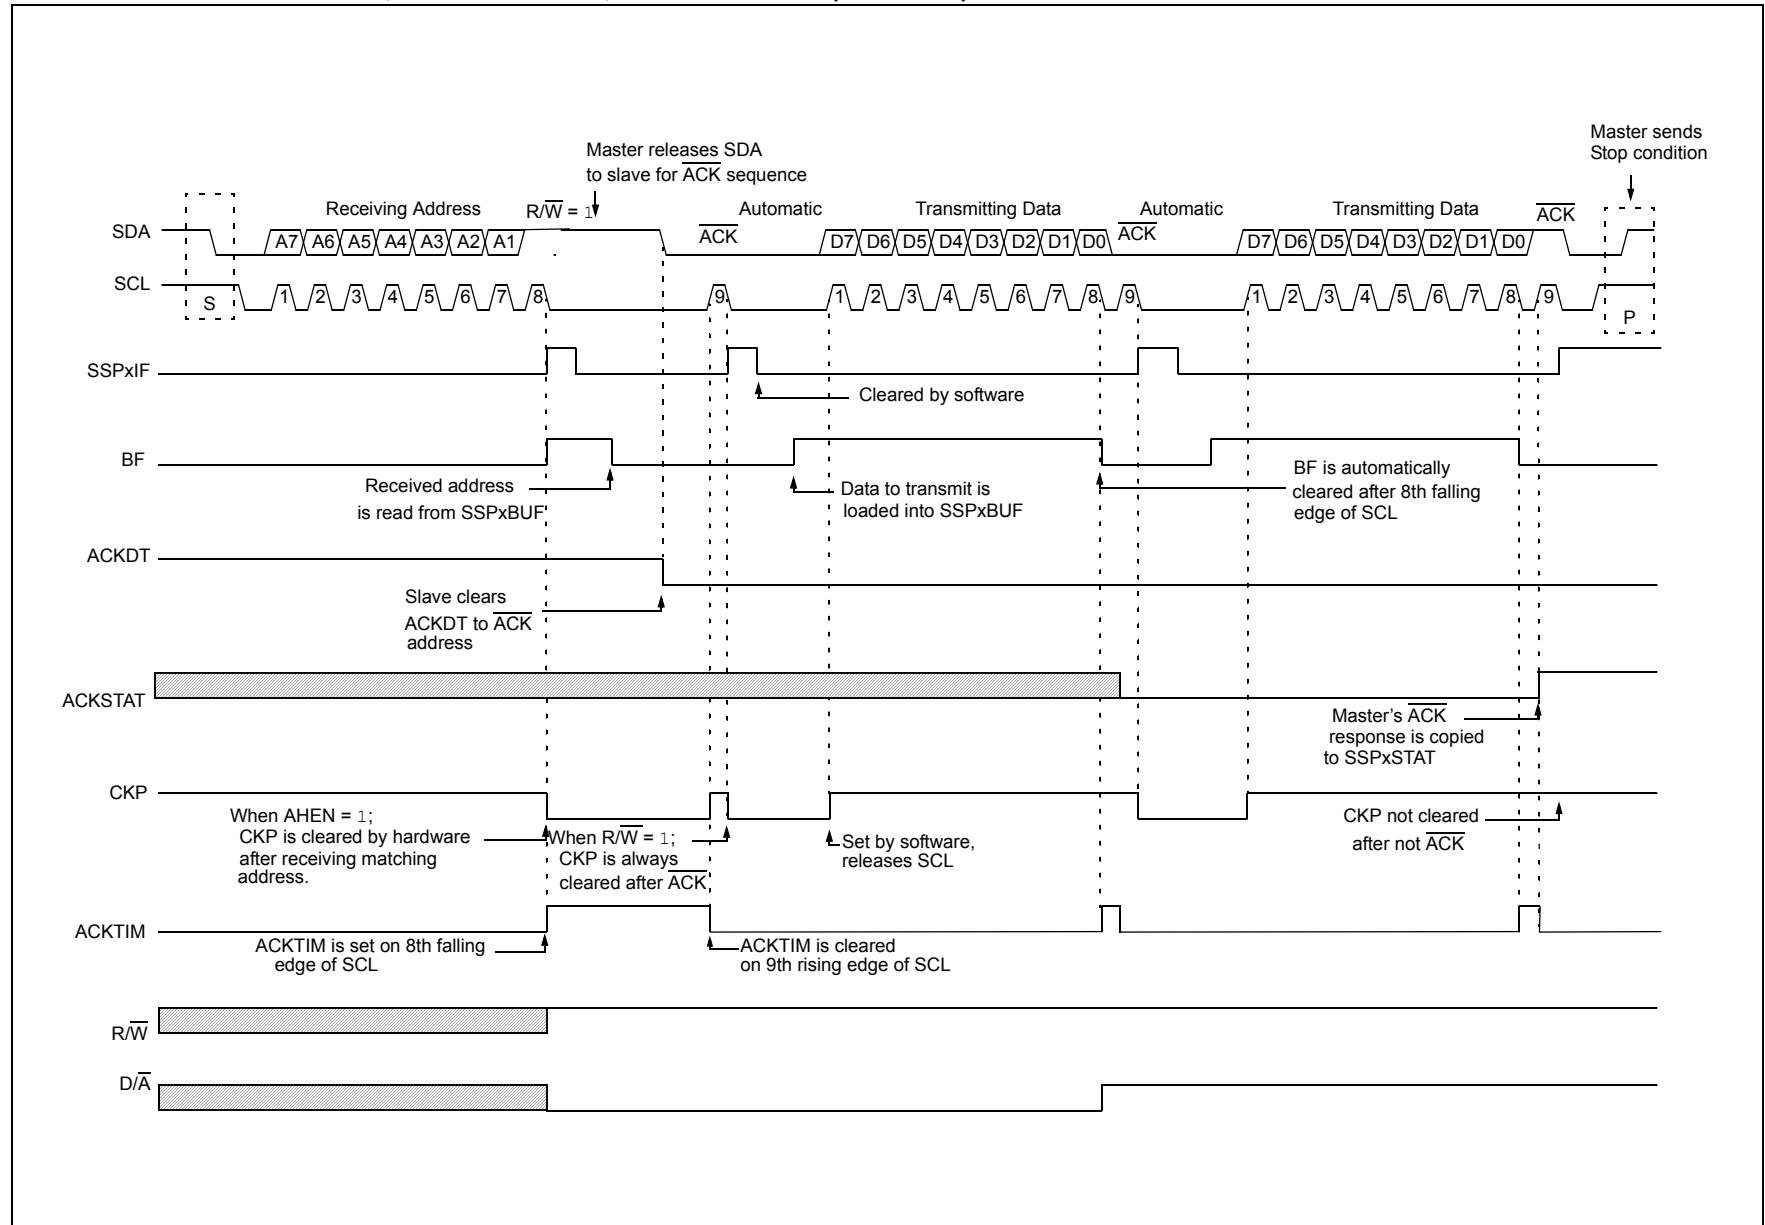 Master sends
Stop condition
Master releases SDA
to slave for A̅C̅K̅ sequence
Receiving Address
R/W̅ = 1
Automatic
Transmitting Data
Automatic
Transmitting Data
A̅C̅K̅
SDA
A7 A6 A5 A4 A3 A2 A1
A̅C̅K̅
D7 D6 D5 D4 D3 D2 D1 D0
A̅C̅K̅
D7 D6 D5 D4 D3 D2 D1 D0
SCL
S
1 2 3 4 5 6 7 8
9
1 2 3 4 5 6 7 8 9
1 2 3 4 5 6 7 8 9
P
SSPxIF
Cleared by software
BF
Received address
is read from SSPxBUF
Data to transmit is
loaded into SSPxBUF
BF is automatically
cleared after 8th falling
edge of SCL
ACKDT
Slave clears
ACKDT to A̅C̅K̅
address
ACKSTAT
Master’s A̅C̅K̅
response is copied
to SSPxSTAT
CKP
When AHEN = 1;
CKP is cleared by hardware
after receiving matching
address.
When R/W̅ = 1;
CKP is always
cleared after A̅C̅K̅
Set by software,
releases SCL
CKP not cleared
after not A̅C̅K̅
ACKTIM
ACKTIM is set on 8th falling
edge of SCL
ACKTIM is cleared
on 9th rising edge of SCL
R/W̅
D/A̅